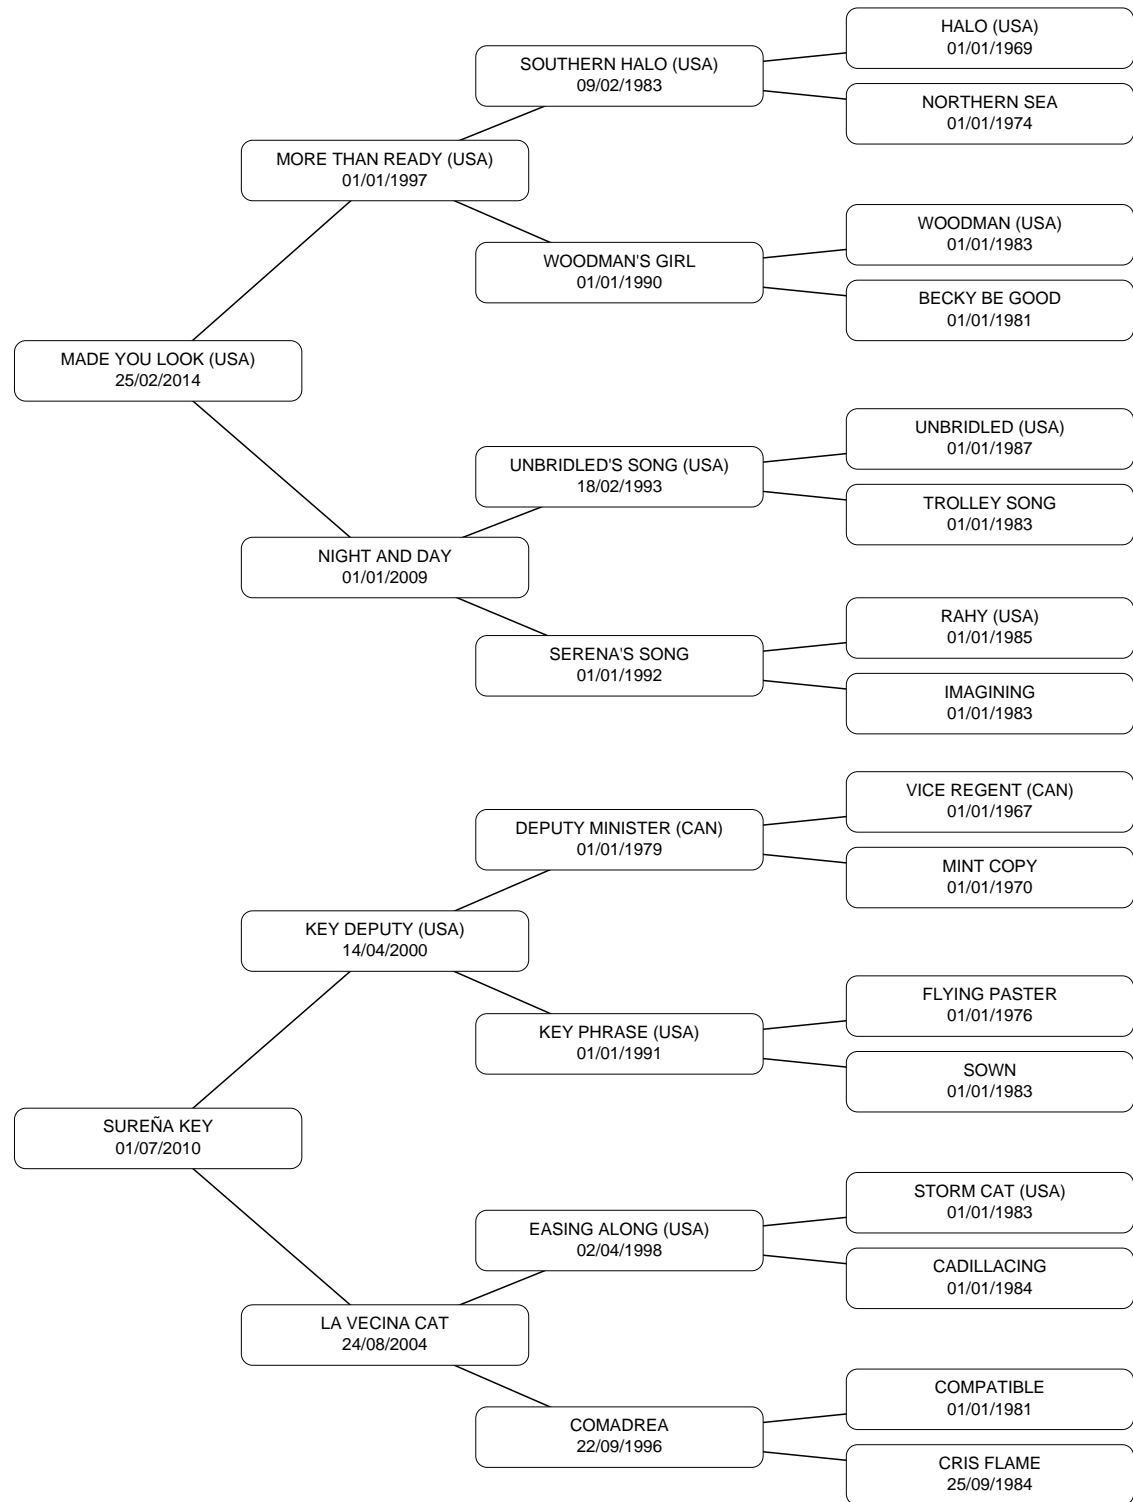 HALO (USA)
01/01/1969
SOUTHERN HALO (USA)
09/02/1983
NORTHERN SEA
01/01/1974
MORE THAN READY (USA)
01/01/1997
WOODMAN (USA)
01/01/1983
WOODMAN'S GIRL
01/01/1990
BECKY BE GOOD
01/01/1981
MADE YOU LOOK (USA)
25/02/2014
UNBRIDLED (USA)
01/01/1987
UNBRIDLED'S SONG (USA)
18/02/1993
TROLLEY SONG
01/01/1983
NIGHT AND DAY
01/01/2009
RAHY (USA)
01/01/1985
SERENA'S SONG
01/01/1992
IMAGINING
01/01/1983
VICE REGENT (CAN)
01/01/1967
DEPUTY MINISTER (CAN)
01/01/1979
MINT COPY
01/01/1970
KEY DEPUTY (USA)
14/04/2000
FLYING PASTER
01/01/1976
KEY PHRASE (USA)
01/01/1991
SOWN
01/01/1983
SUREÑA KEY
01/07/2010
STORM CAT (USA)
01/01/1983
EASING ALONG (USA)
02/04/1998
CADILLACING
01/01/1984
LA VECINA CAT
24/08/2004
COMPATIBLE
01/01/1981
COMADREA
22/09/1996
CRIS FLAME
25/09/1984